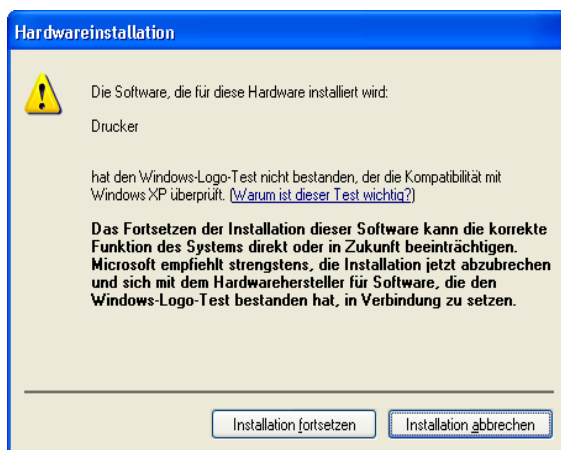 Hardwareinstallation
Die Software, die für diese Hardware installiert wird:
Drucker
hat den Windows-Logo-Test nicht bestanden, der die Kompatibilität mit
Windows XP überprüft. (Warum ist dieser Test wichtig?)
Das Fortsetzen der Installation dieser Software kann die korrekte
Funktion des Systems direkt oder in Zukunft beeinträchtigen.
Microsoft empfiehlt strengstens, die Installation jetzt abzubrechen
und sich mit dem Hardwarehersteller für Software, die den
Windows-Logo-Test bestanden hat, in Verbindung zu setzen.
Installation fortsetzen
Installation abbrechen